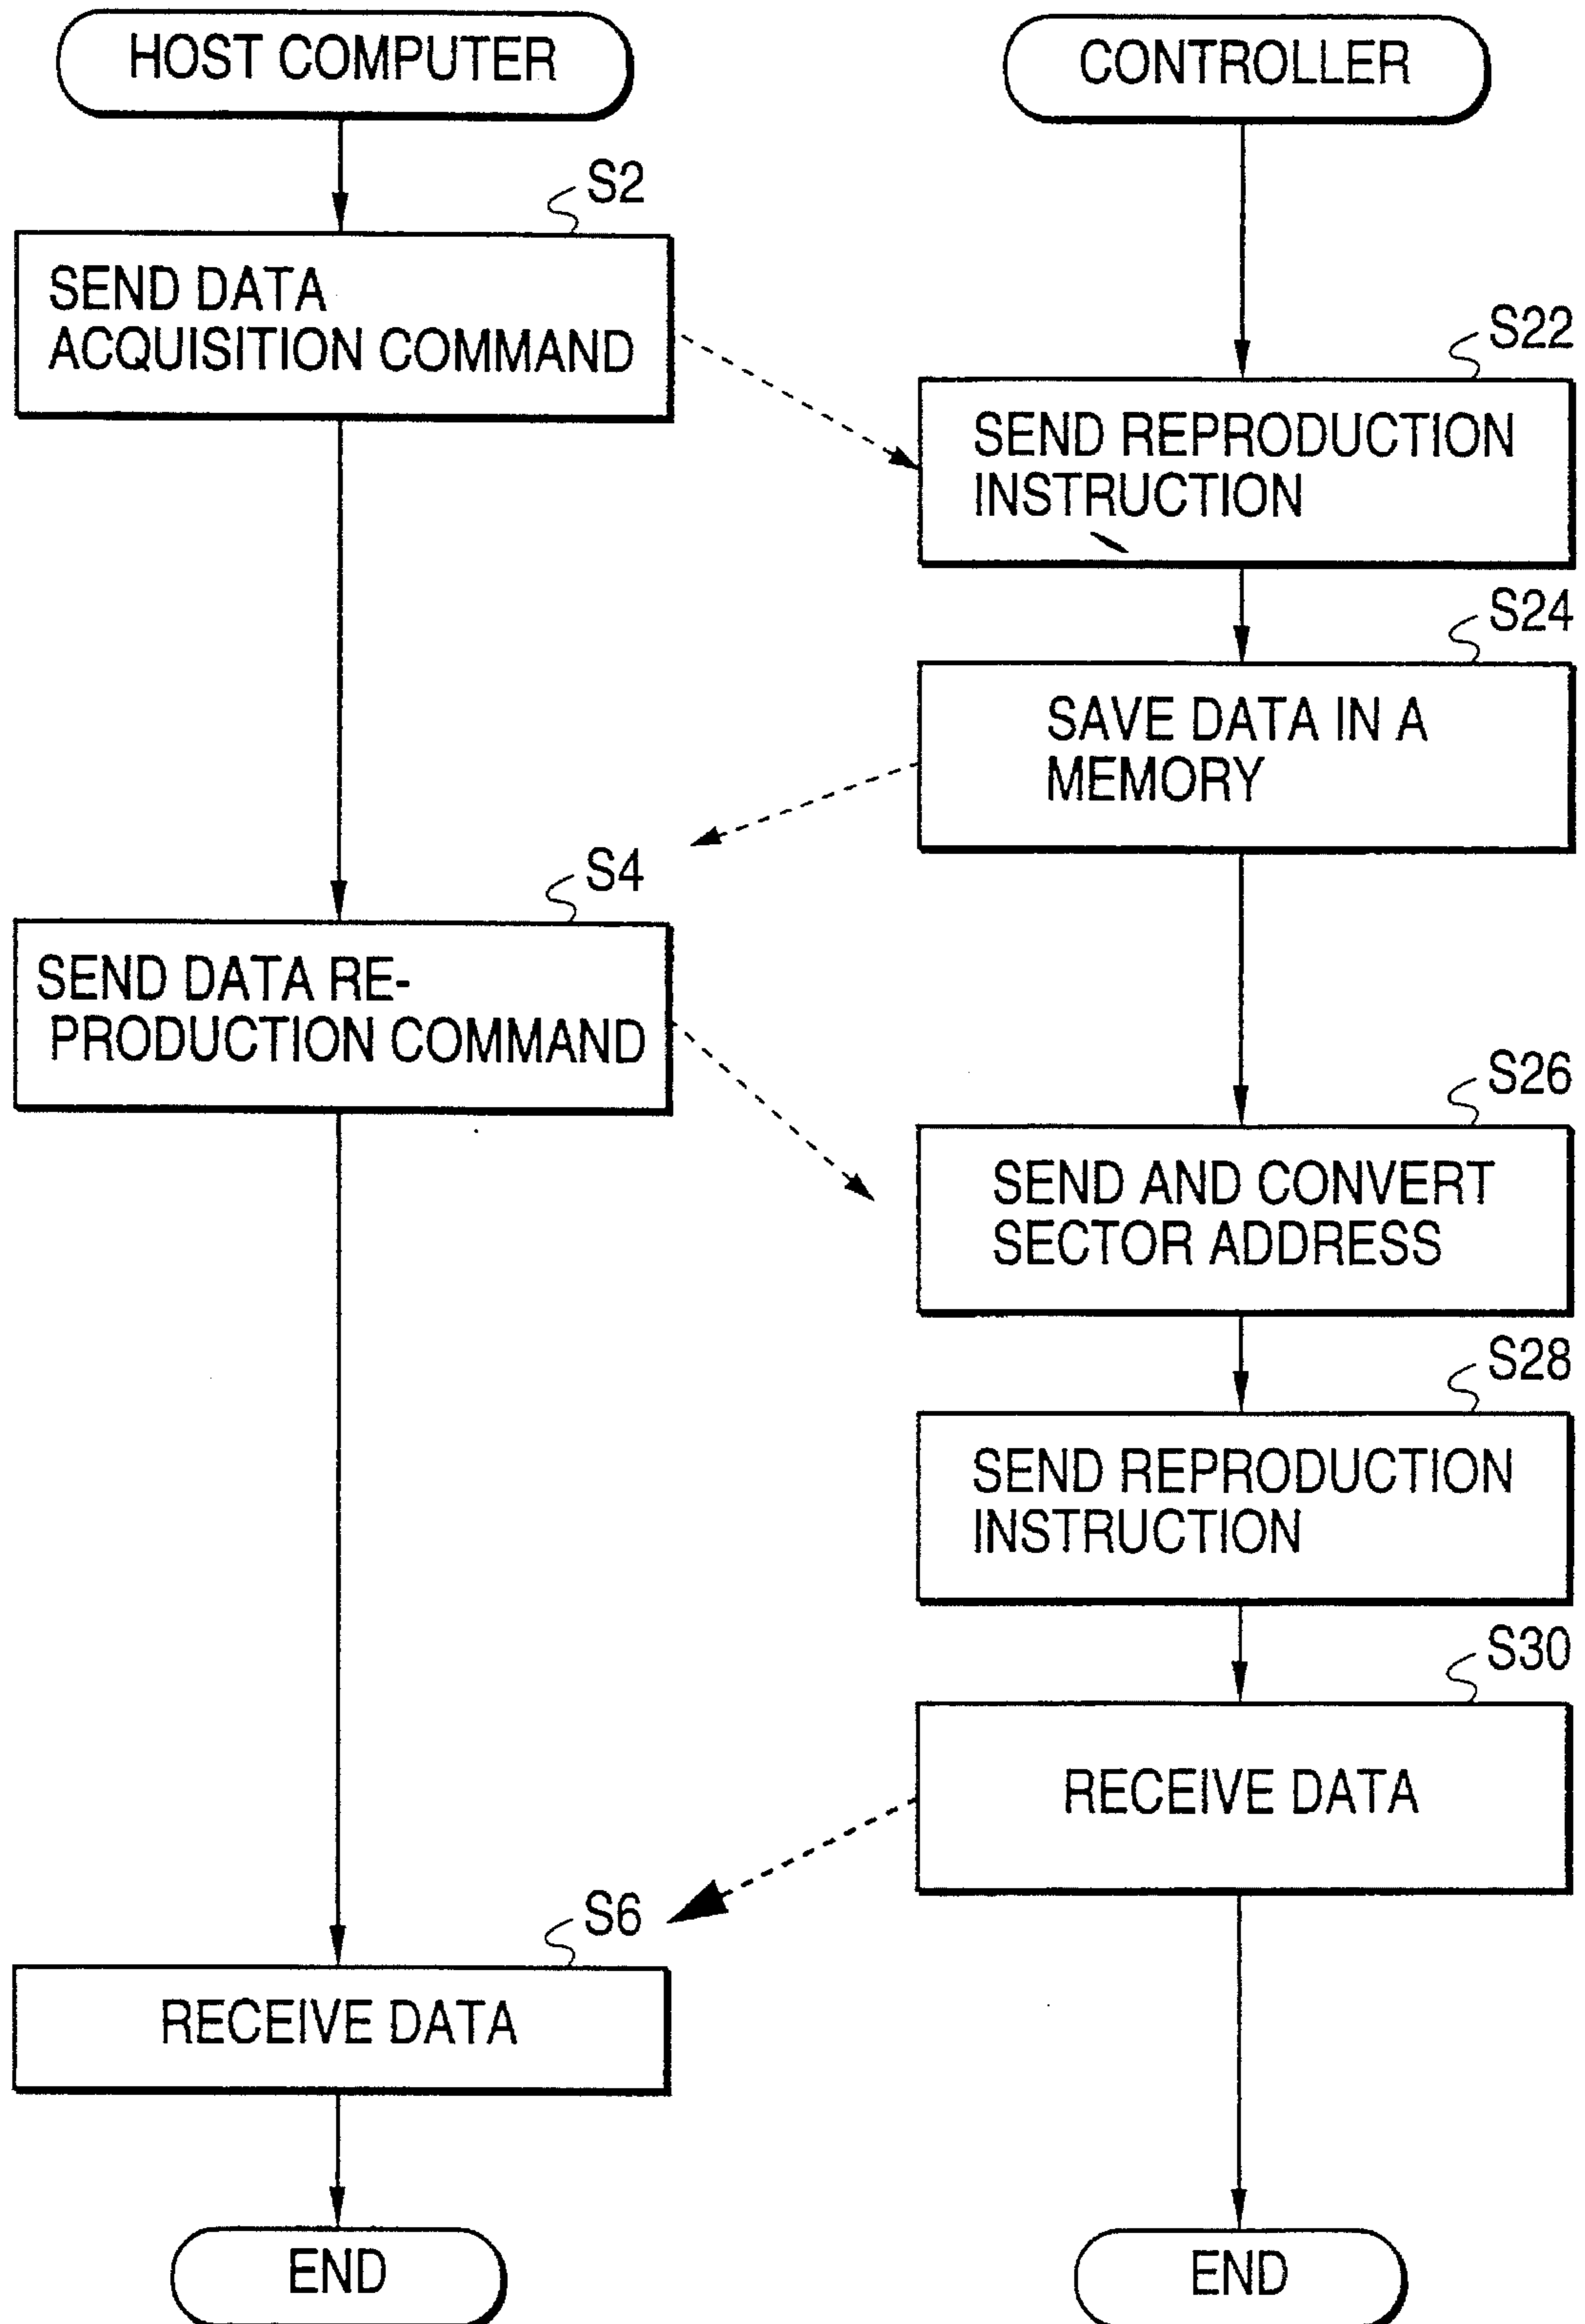 HOST COMPUTER
S2
SEND DATA
ACQUISITION COMMAND
S4
SEND DATA RE-
PRODUCTION COMMAND
S6
RECEIVE DATA
END
CONTROLLER
S22
SEND REPRODUCTION
INSTRUCTION
S24
SAVE DATA IN A
MEMORY
S26
SEND AND CONVERT
SECTOR ADDRESS
S28
SEND REPRODUCTION
INSTRUCTION
S30
RECEIVE DATA
END